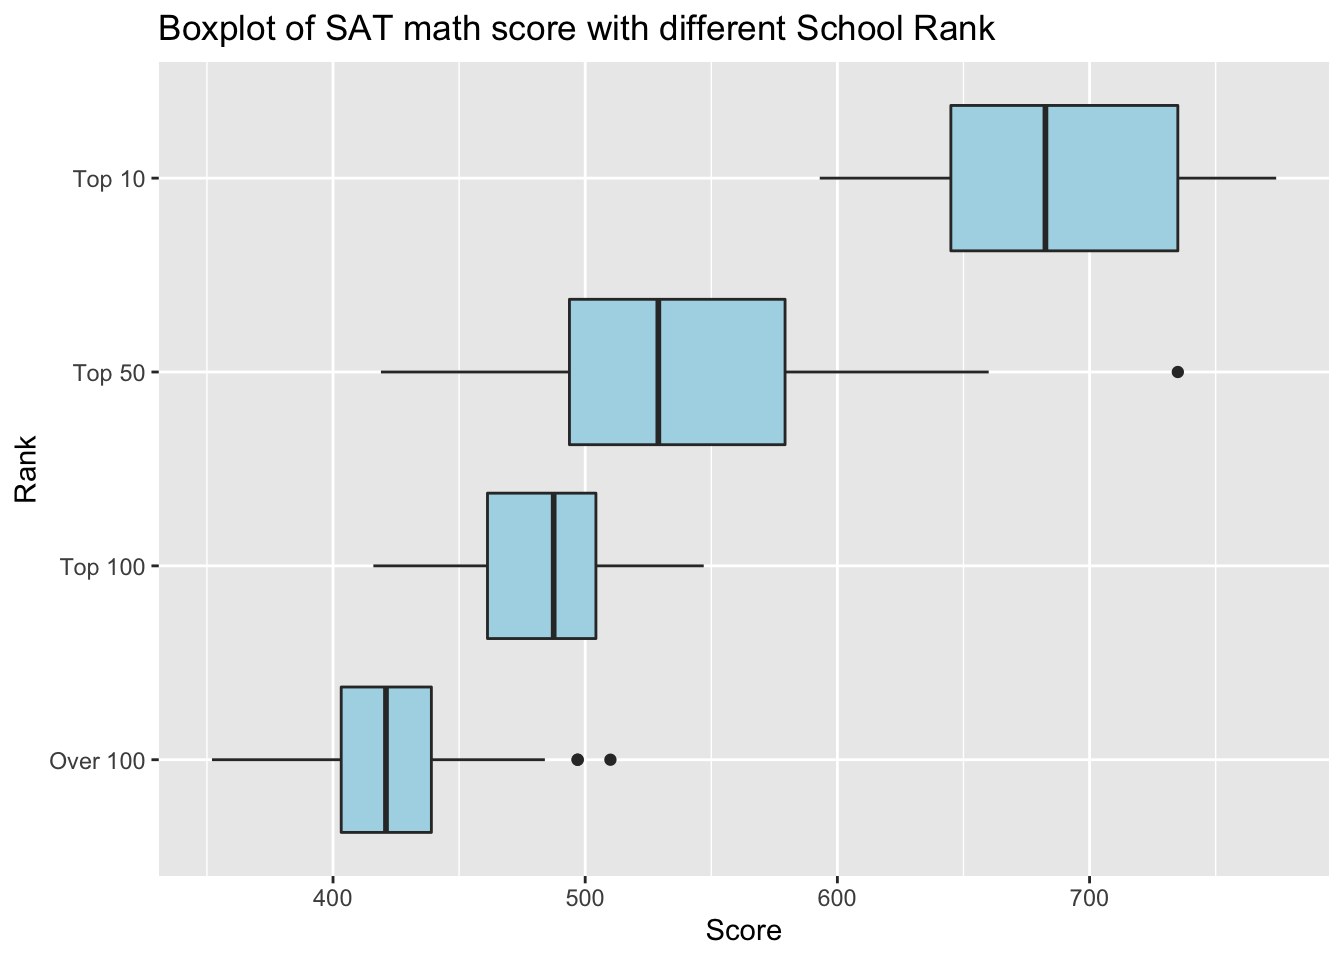 Boxplot of SAT math score with different School Rank
Rank
Top 10
Top 50
Top 100
Over 100
400 500 600 700
Score